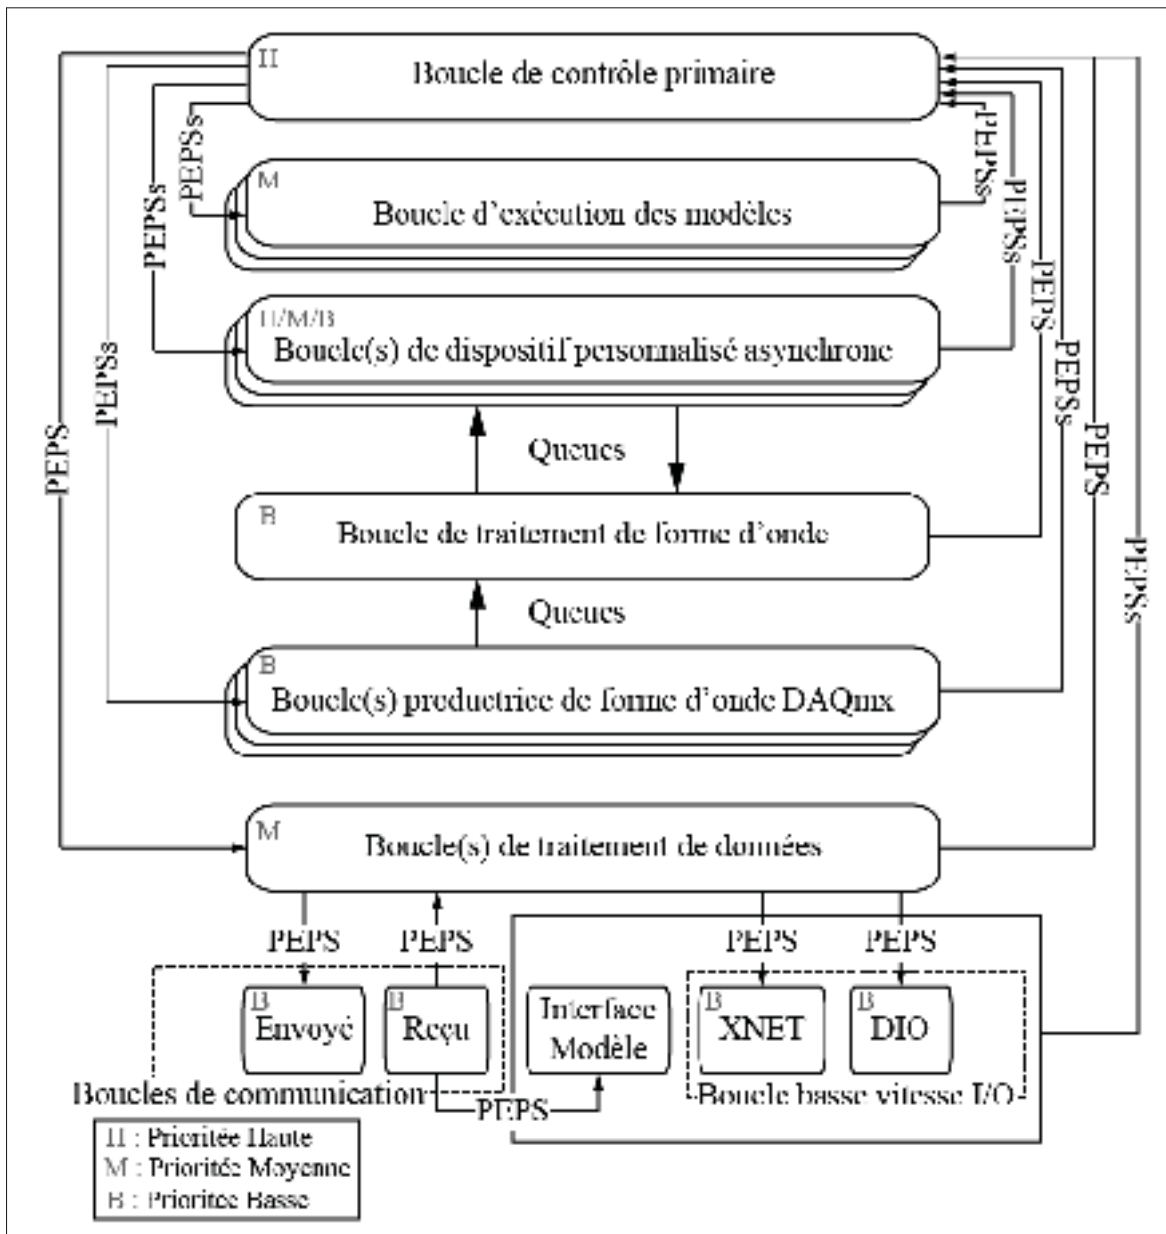 H
Boucle de contrôle primaire
PEPSs
PEPSs
M
Boucle d'exécution des modèles
PEPSs
PEPSs
H/M/B
Boucle(s) de dispositif personnalisé asynchrone
PEPS
PEPSs
PEPSs
PEPS
PEPS
Queues
B
Boucle de traitement de forme d'onde
PEPSs
Queues
B
Boucle(s) productrice de forme d'onde DAQmx
M
Boucle(s) de traitement de données
PEPS
PEPS
PEPS
PEPS
B
Envoyé
B
Reçu
Interface
Modèle
B
XNET
B
DIO
Boucles de communication
PEPS
Boucle basse vitesse I/O
H : Prioritée Haute
M : Prioritée Moyenne
B : Prioritee Basse